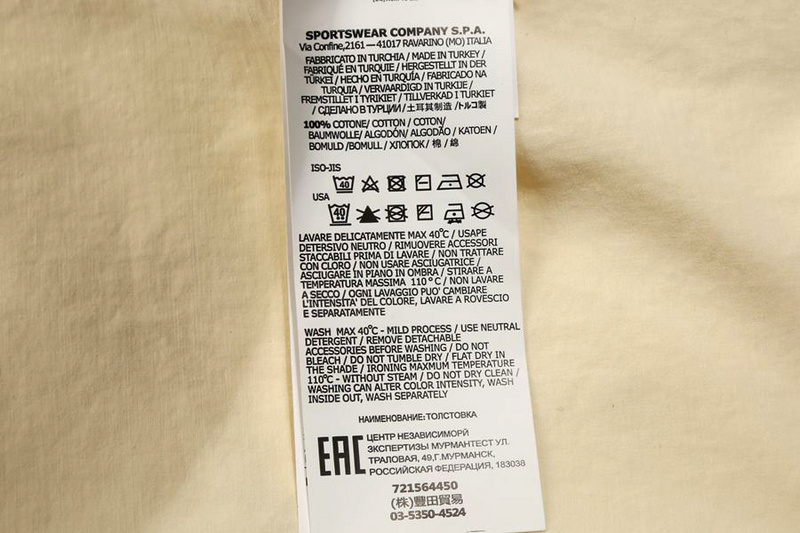 SPORTSWEAR COMPANY S.P.A.
Via Confine,2161 — 41017 RAVARINO (MO) ITALIA
FABBRICATO IN TURCHIA / MADE IN TURKEY /
FABRIQUÉ EN TURQUIE / HERGESTELLT IN DER
TÜRKEI / HECHO EN TURQUÍA / FABRICADO NA
TURQUIA / VERVAARDIGD IN TURKIJE /
FREMSTILLET I TYRKIET / TILLVERKAD I TURKIET
/ СДЕЛАНО В ТУРЦИИ / 土耳其制造 /トルコ製
100% COTONE/ COTTON / COTON/
BAUMWOLLE/ ALGODÓN/ ALGODÃO / KATOEN /
BOMULD /BOMULL / ХЛОПОК / 棉 / 綿
ISO-JIS
40
USA
40
LAVARE DELICATAMENTE MAX 40°C / USAPE
DETERSIVO NEUTRO / RIMUOVERE ACCESSORI
STACCABILI PRIMA DI LAVARE / NON TRATTARE
CON CLORO / NON USARE ASCIUGATRICE /
ASCIUGARE IN PIANO IN OMBRA / STIRARE A
TEMPERATURA MASSIMA 110°C / NON LAVARE
A SECCO / OGNI LAVAGGIO PUO' CAMBIARE
L'INTENSITA' DEL COLORE, LAVARE A ROVESCIO
E SEPARATAMENTE
WASH MAX 40°C - MILD PROCESS / USE NEUTRAL
DETERGENT / REMOVE DETACHABLE
ACCESSORIES BEFORE WASHING / DO NOT
BLEACH / DO NOT TUMBLE DRY / FLAT DRY IN
THE SHADE / IRONING MAXMUM TEMPERATURE
110°C - WITHOUT STEAM / DO NOT DRY CLEAN /
WASHING CAN ALTER COLOR INTENSITY, WASH
INSIDE OUT, WASH SEPARATELY
НАИМЕНОВАНИЕ: ТОЛСТОВКА
EAC
ЦЕНТР НЕЗАВИСИМОРЙ
ЭКСПЕРТИЗЫ МУРМАНТЕСТ УЛ.
ТРАЛОВАЯ, 49,Г.МУРМАНСК,
РОССИЙСКАЯ ФЕДЕРАЦИЯ, 183038
721564450
(株)豊田貿易
03-5350-4524